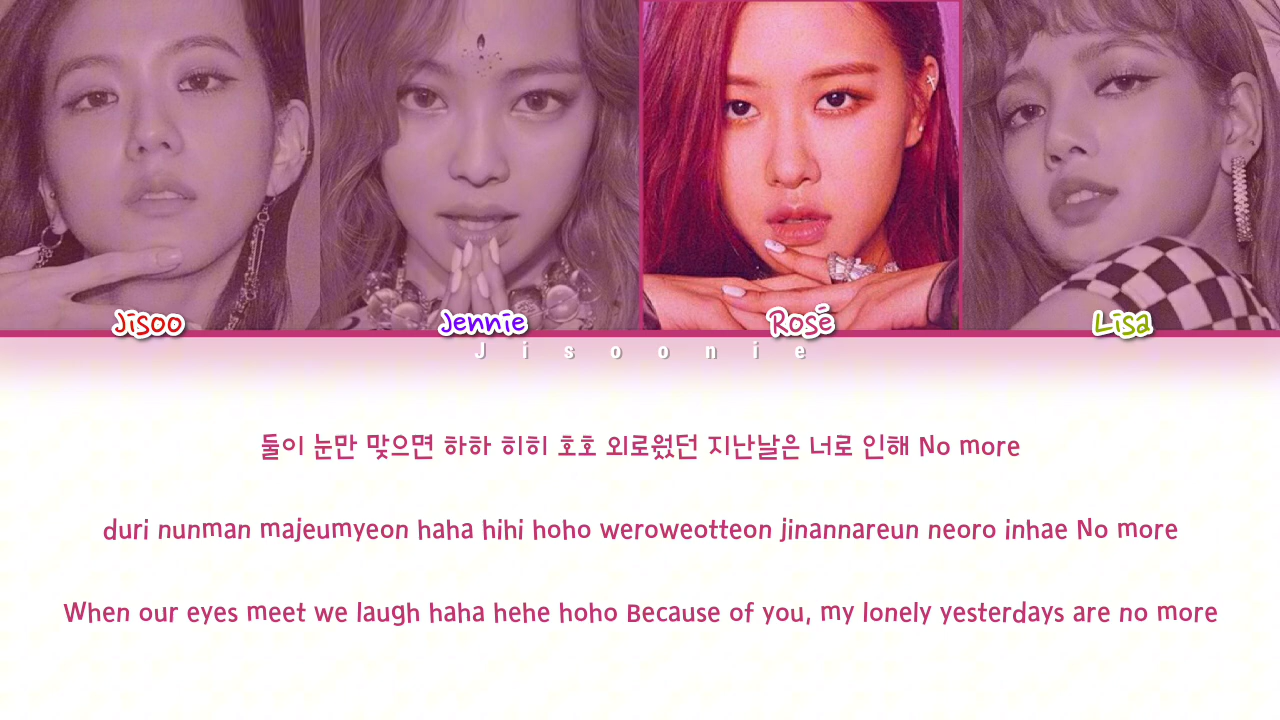 Jisoo
Jennie
Rosé
Lisa
Jisoonie
둘이 눈만 맞으면 하하 히히 호호 외로웠던 지난날은 너로 인해 No more
duri nunman majeumyeon haha hihi hoho weroweotteon jinannareun neoro inhae No more
When our eyes meet we laugh haha hehe hoho Because of you, my lonely yesterdays are no more